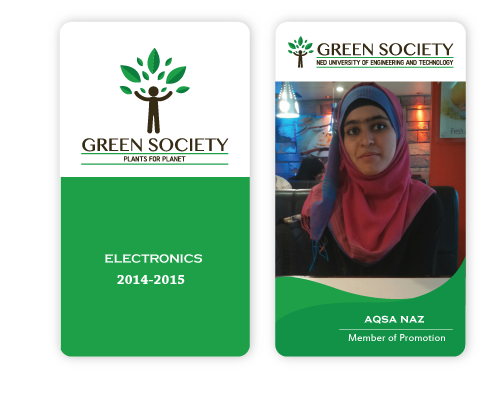 GREEN SOCIETY
PLANTS FOR PLANET
ELECTRONICS
2014-2015
GREEN SOCIETY
NED UNIVERSITY OF ENGINEERING AND TECHNOLOGY
AQSA NAZ
Member of Promotion